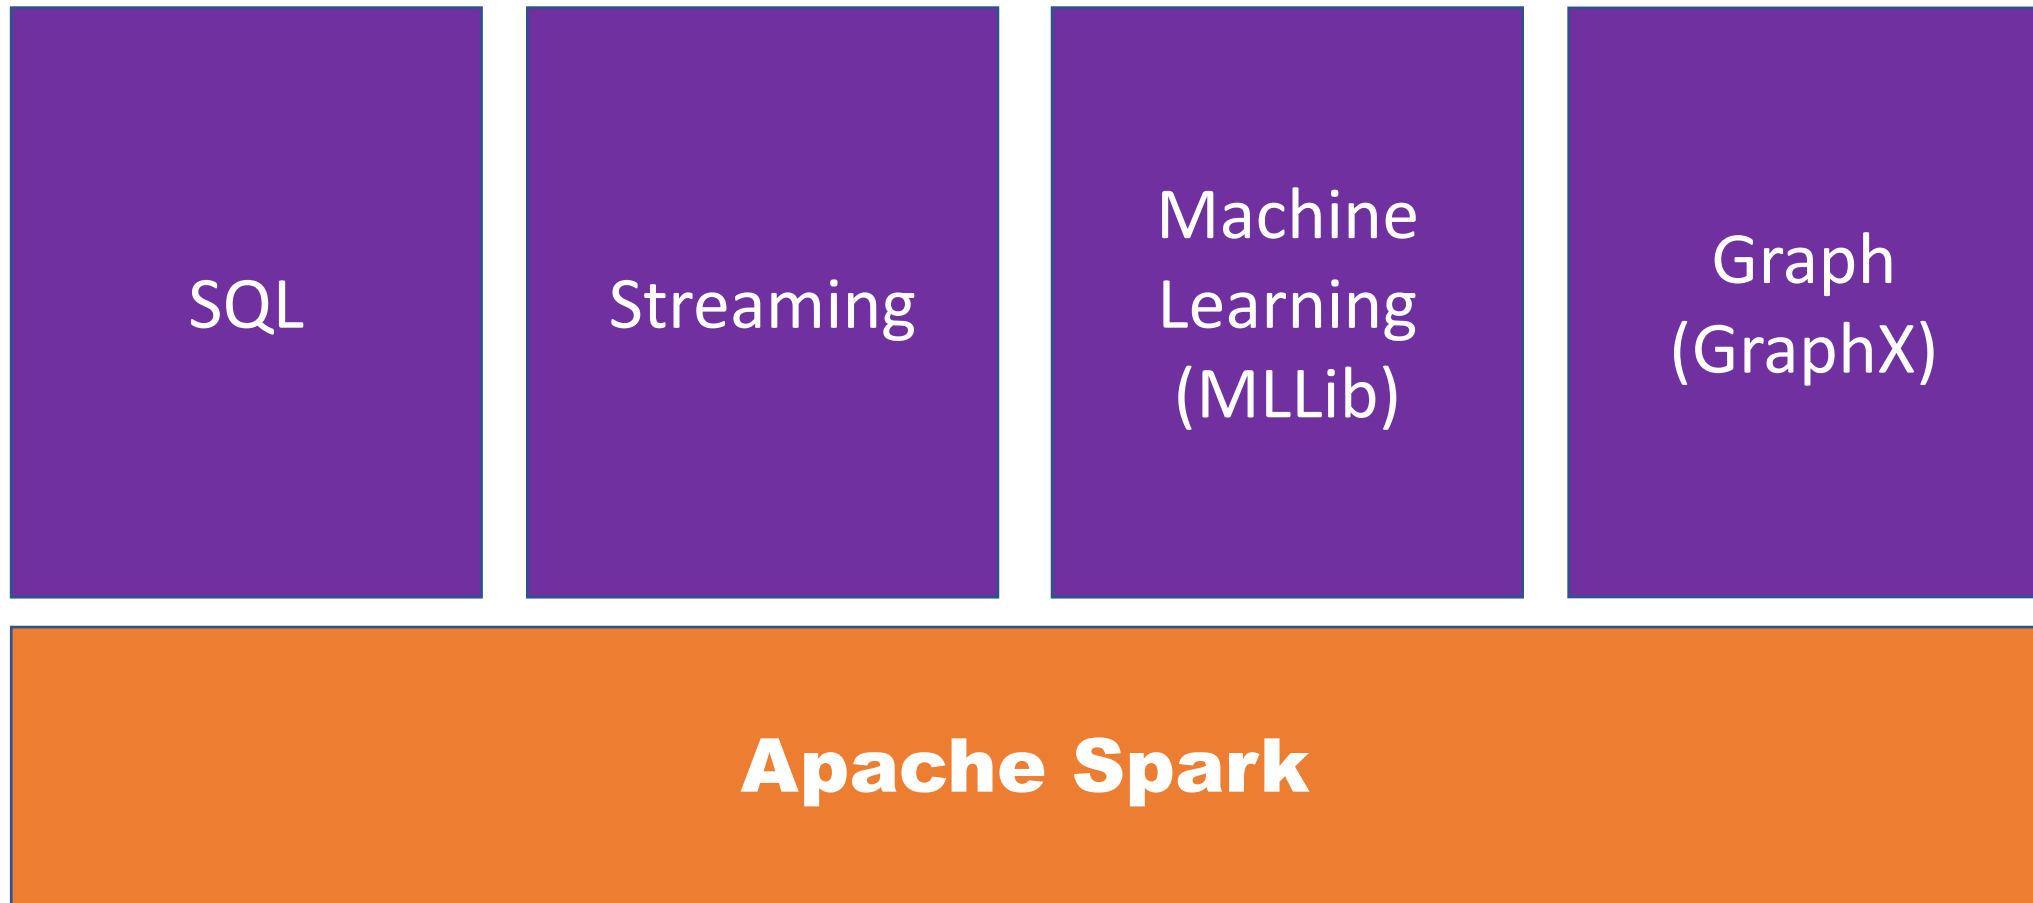 SQL
Streaming
Machine
Learning
(MLLib)
Graph
(GraphX)
Apache Spark